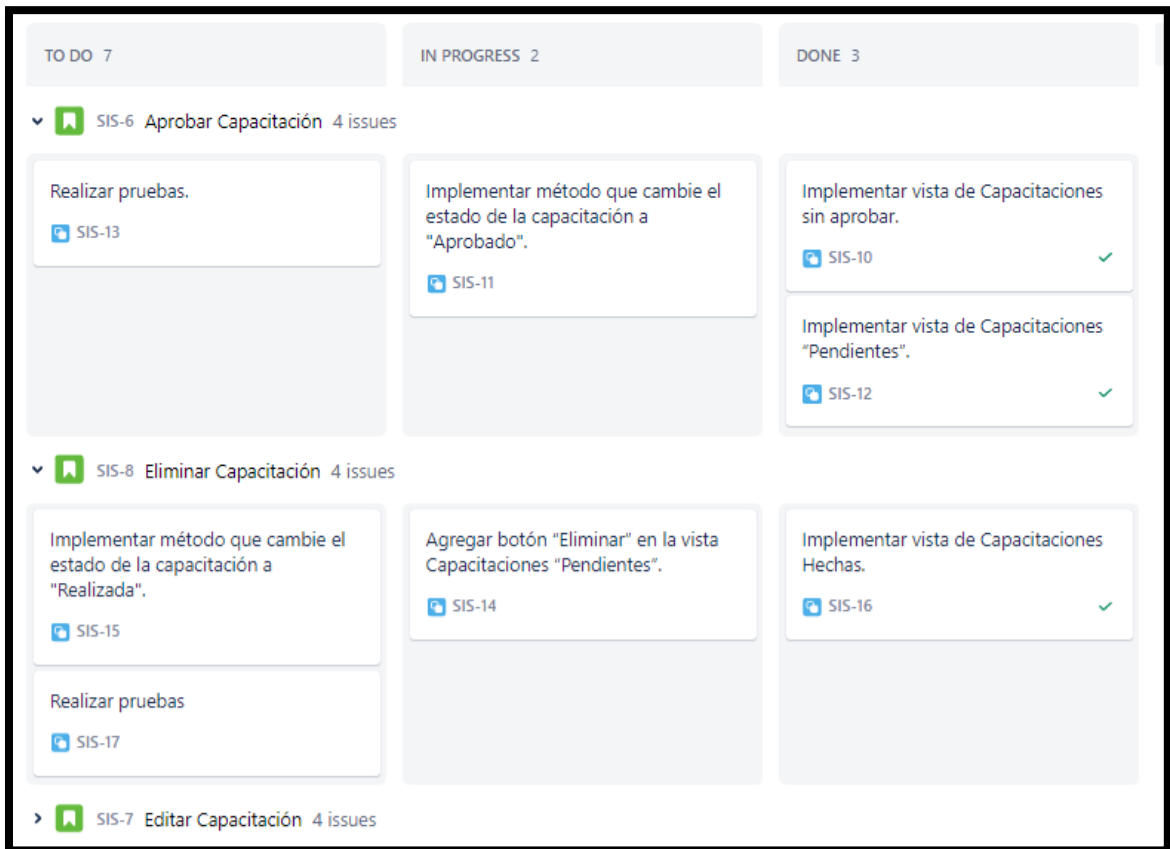 TO DO 7
IN PROGRESS 2
DONE 3
SIS-6 Aprobar Capacitación 4 issues
Realizar pruebas.
SIS-13
Implementar método que cambie el
estado de la capacitación a
"Aprobado".
SIS-11
Implementar vista de Capacitaciones
sin aprobar.
SIS-10
Implementar vista de Capacitaciones
“Pendientes”.
SIS-12
SIS-8 Eliminar Capacitación 4 issues
Implementar método que cambie el
estado de la capacitación a
"Realizada".
SIS-15
Realizar pruebas
SIS-17
Agregar botón “Eliminar” en la vista
Capacitaciones “Pendientes”.
SIS-14
Implementar vista de Capacitaciones
Hechas.
SIS-16
SIS-7 Editar Capacitación 4 issues